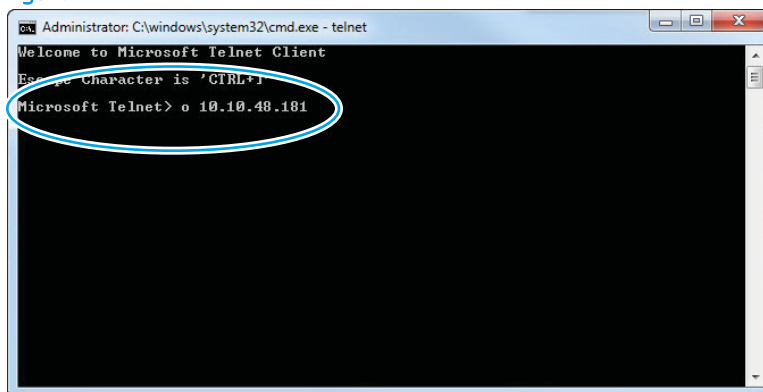 Administrator: C:\windows\system32\cmd.exe - telnet
Welcome to Microsoft Telnet Client
Escape Character is 'CTRL+]'
Microsoft Telnet> o 10.10.48.181